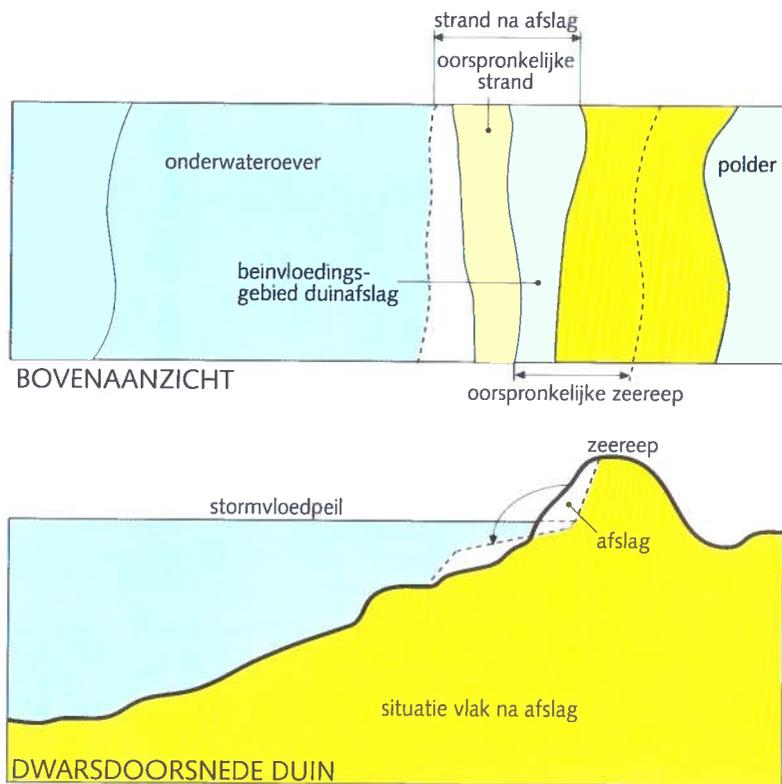 strand na afslag
oorspronkelijke
strand
onderwateroever
polder
beinvloedings-
gebied duinafslag
BOVENAANZICHT
oorspronkelijke zeereep
zeereep
stormvloedpeil
afslag
situatie vlak na afslag
DWARSDOORSNEDE DUIN